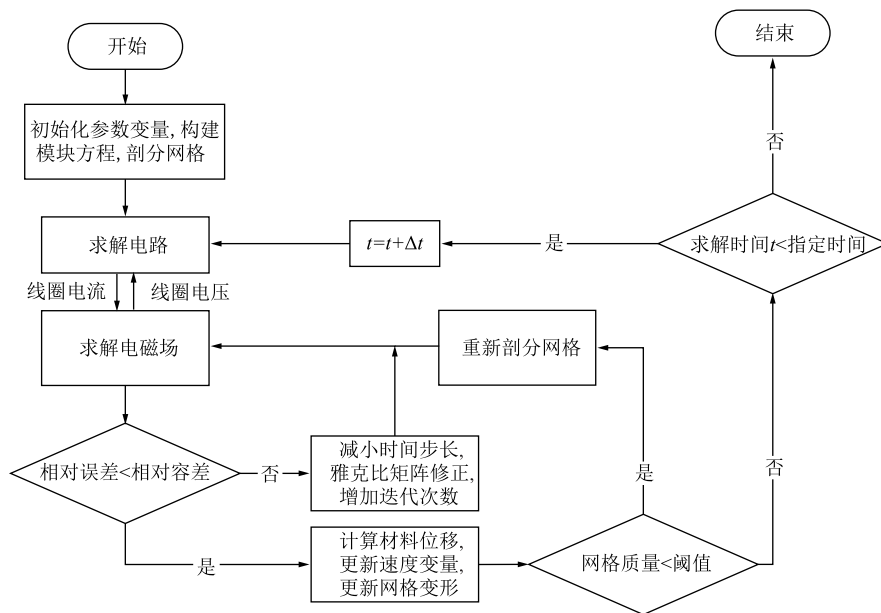 开始
结束
初始化参数变量, 构建
模块方程, 剖分网格
否
求解电路
t=t+Δt
是
求解时间t<指定时间
线圈电流
线圈电压
求解电磁场
重新剖分网格
相对误差<相对容差
否
减小时间步长,
雅克比矩阵修正,
增加迭代次数
是
否
是
计算材料位移,
更新速度变量,
更新网格变形
网格质量<阈值